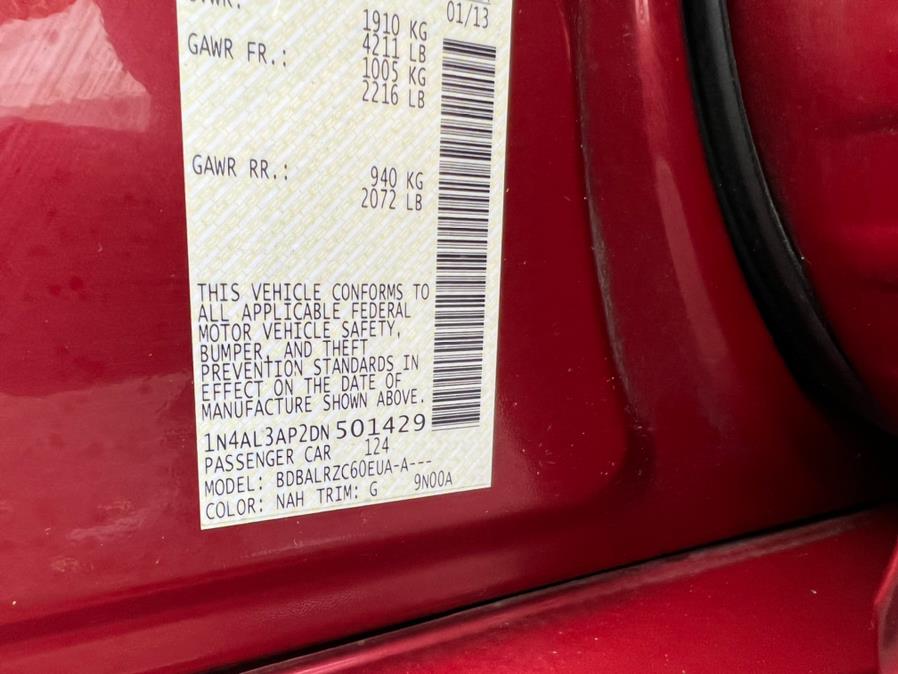 01/13
1910 KG
4211 LB
GAWR FR.: 1005 KG
2216 LB
GAWR RR.: 940 KG
2072 LB
THIS VEHICLE CONFORMS TO
ALL APPLICABLE FEDERAL
MOTOR VEHICLE SAFETY,
BUMPER, AND THEFT
PREVENTION STANDARDS IN
EFFECT ON THE DATE OF
MANUFACTURE SHOWN ABOVE.
1N4AL3AP2DN501429
PASSENGER CAR 124
MODEL: BDBALRZC60EUA-A---
COLOR: NAH TRIM: G 9N00A